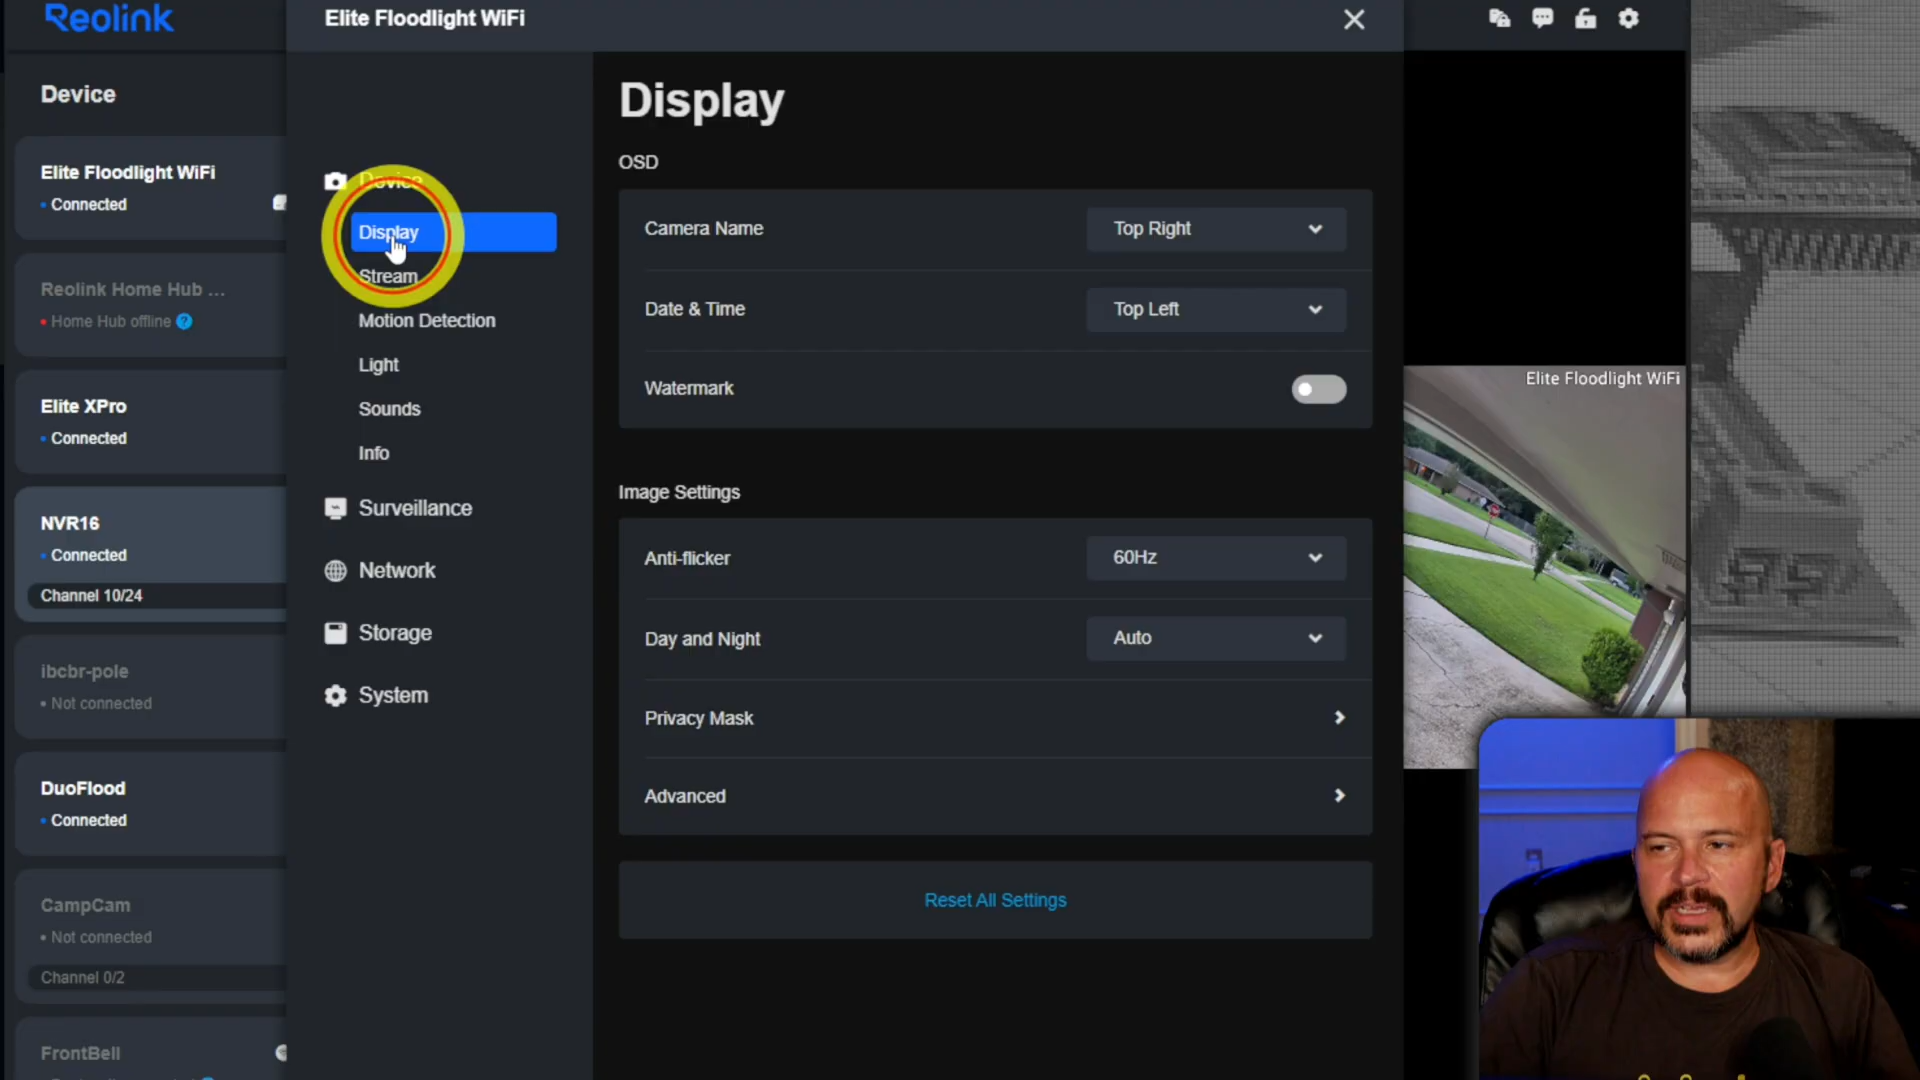 Reolink
Device
Elite Floodlight WiFi
Connected
Reolink Home Hub ...
Home Hub offline ?
Elite XPro
Connected
NVR16
Connected
Channel 10/24
ibcbr-pole
Not connected
DuoFlood
Connected
CampCam
Not connected
Channel 0/2
FrontBell
Elite Floodlight WiFi
Device
Display
Stream
Motion Detection
Light
Sounds
Info
Surveillance
Network
Storage
System
Display
OSD
Camera Name Top Right
Date & Time Top Left
Watermark
Image Settings
Anti-flicker 60Hz
Day and Night Auto
Privacy Mask
Advanced
Reset All Settings
Elite Floodlight WiFi